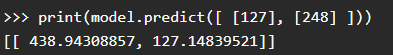 >>> print(model.predict([ [127], [248] ]))
[[ 438.94308857, 127.14839521]]